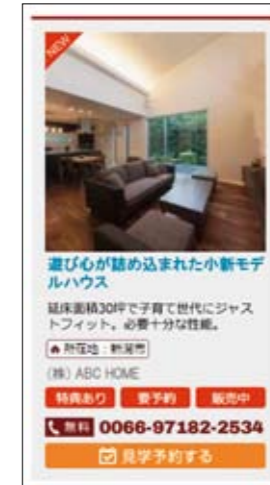 NEW
遊び心が詰め込まれた小新モデ
ルハウス
延床面積30坪で子育て世代にジャス
トフィット。必要十分な性能。
所在地：新潟市
(株) ABC HOME
特典あり 要予約 販売中
無料 0066-97182-2534
見学予約する